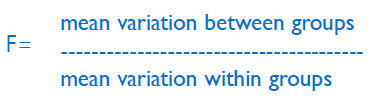 mean variation between groups
F= -----------------------------------------
mean variation within groups